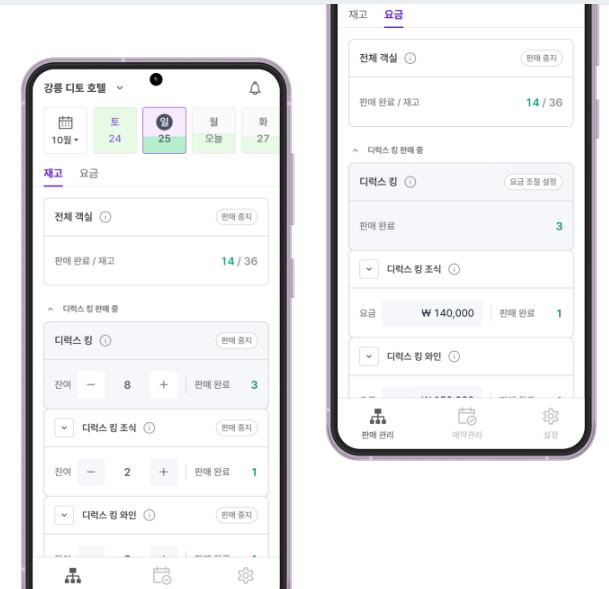 강릉 디토 호텔
10월
토
24
일
25
월
오늘
화
27
재고 요금
전체 객실 판매 중지
판매 완료 / 재고 14 / 36
디럭스 킹 판매 중
디럭스 킹 판매 중지
잔여 − 8 + 판매 완료 3
디럭스 킹 조식 판매 중지
잔여 − 2 + 판매 완료 1
디럭스 킹 와인 판매 중지
재고 요금
전체 객실 판매 중지
판매 완료 / 재고 14 / 36
디럭스 킹 판매 중
디럭스 킹 요금 조절 설정
판매 완료 3
디럭스 킹 조식
요금 ₩ 140,000 판매 완료 1
디럭스 킹 와인
판매 관리 예약관리 설정